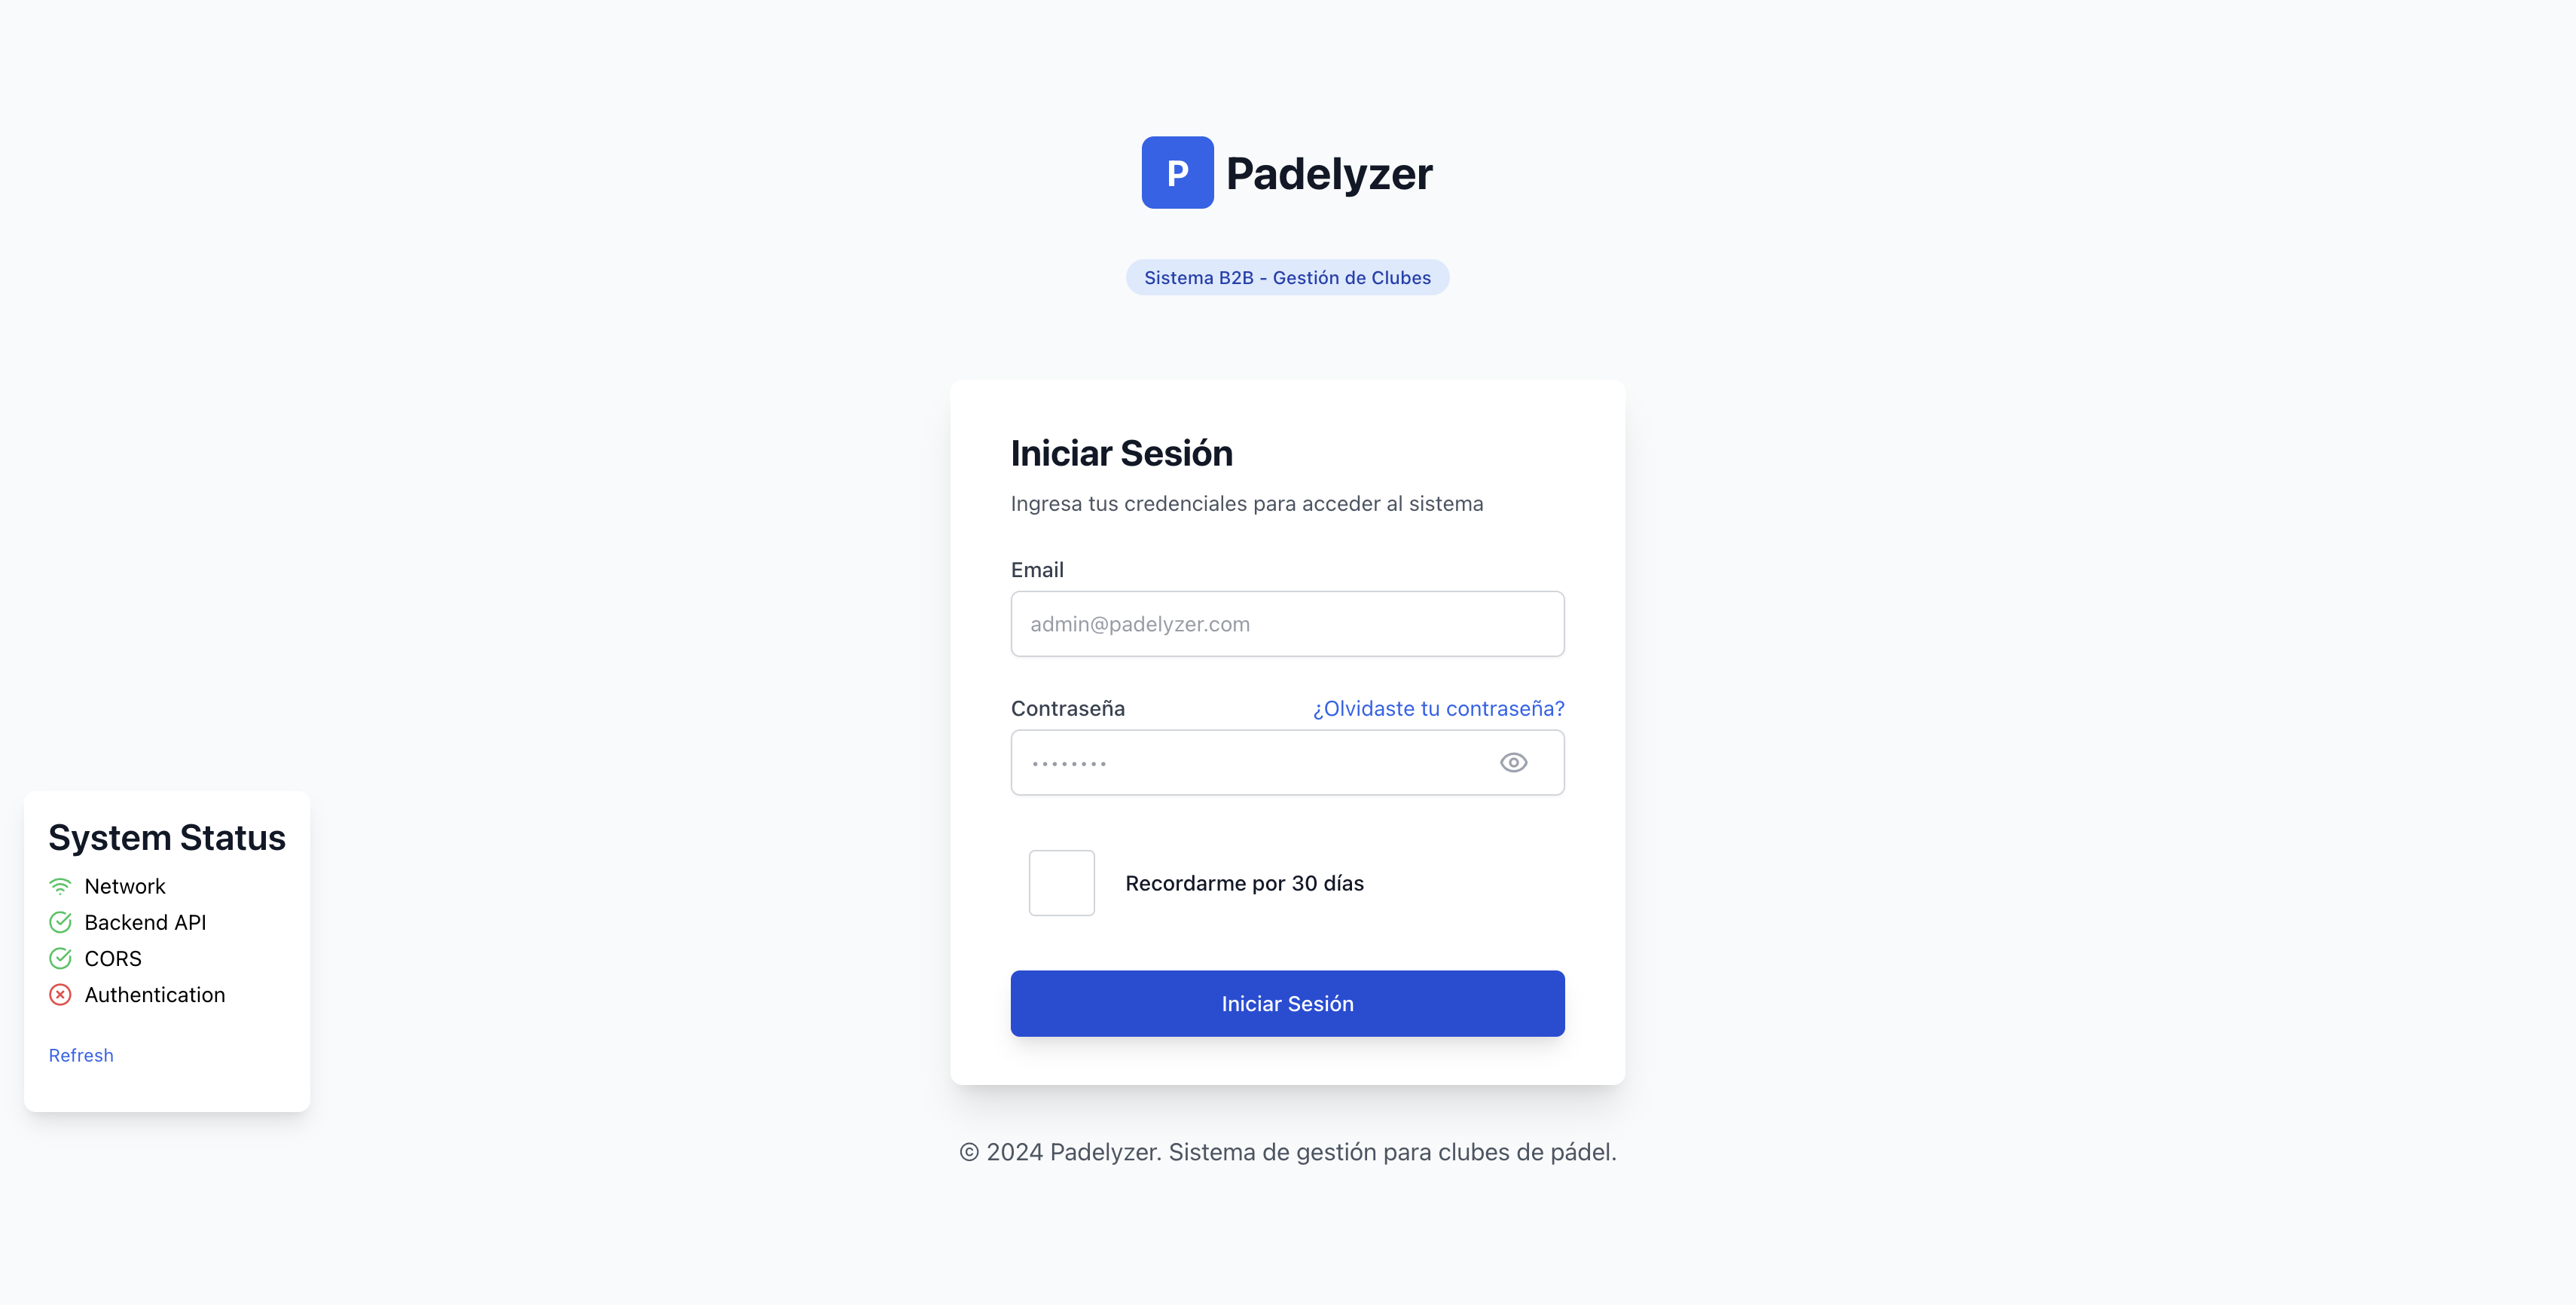 P Padelyzer
Sistema B2B - Gestión de Clubes
Iniciar Sesión
Ingresa tus credenciales para acceder al sistema
Email
admin@padelyzer.com
Contraseña ¿Olvidaste tu contraseña?
••••••••
Recordarme por 30 días
Iniciar Sesión
System Status
Network
Backend API
CORS
Authentication
Refresh
© 2024 Padelyzer. Sistema de gestión para clubes de pádel.